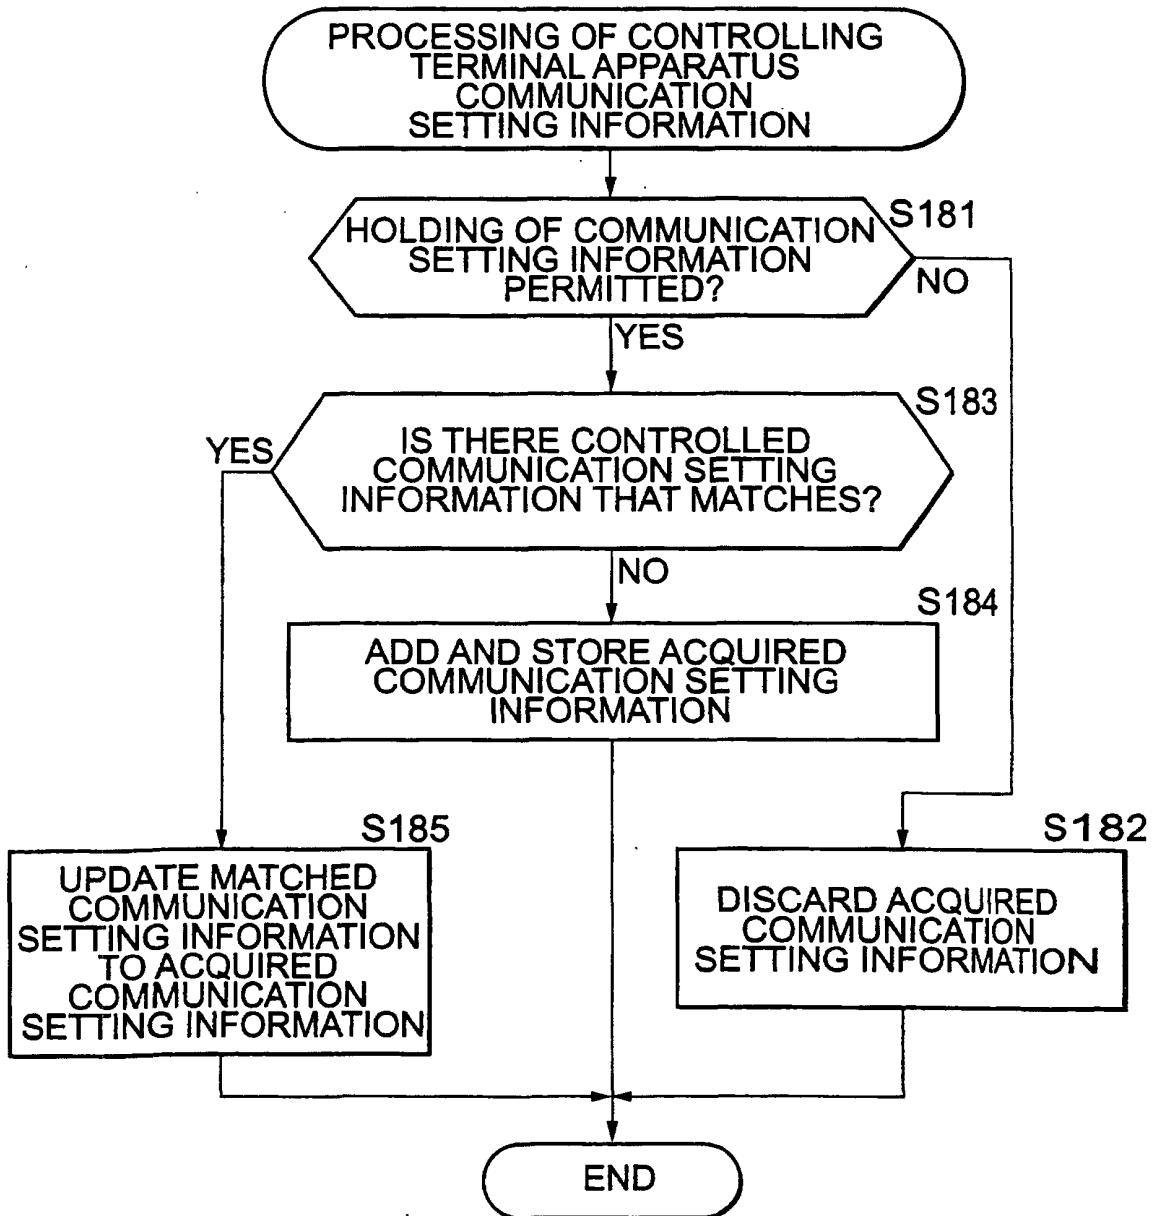 PROCESSING OF CONTROLLING
TERMINAL APPARATUS
COMMUNICATION
SETTING INFORMATION
S181
HOLDING OF COMMUNICATION
SETTING INFORMATION
PERMITTED?
NO
YES
S183
YES
IS THERE CONTROLLED
COMMUNICATION SETTING
INFORMATION THAT MATCHES?
NO
S184
ADD AND STORE ACQUIRED
COMMUNICATION SETTING
INFORMATION
S185
UPDATE MATCHED
COMMUNICATION
SETTING INFORMATION
TO ACQUIRED
COMMUNICATION
SETTING INFORMATION
S182
DISCARD ACQUIRED
COMMUNICATION
SETTING INFORMATION
END